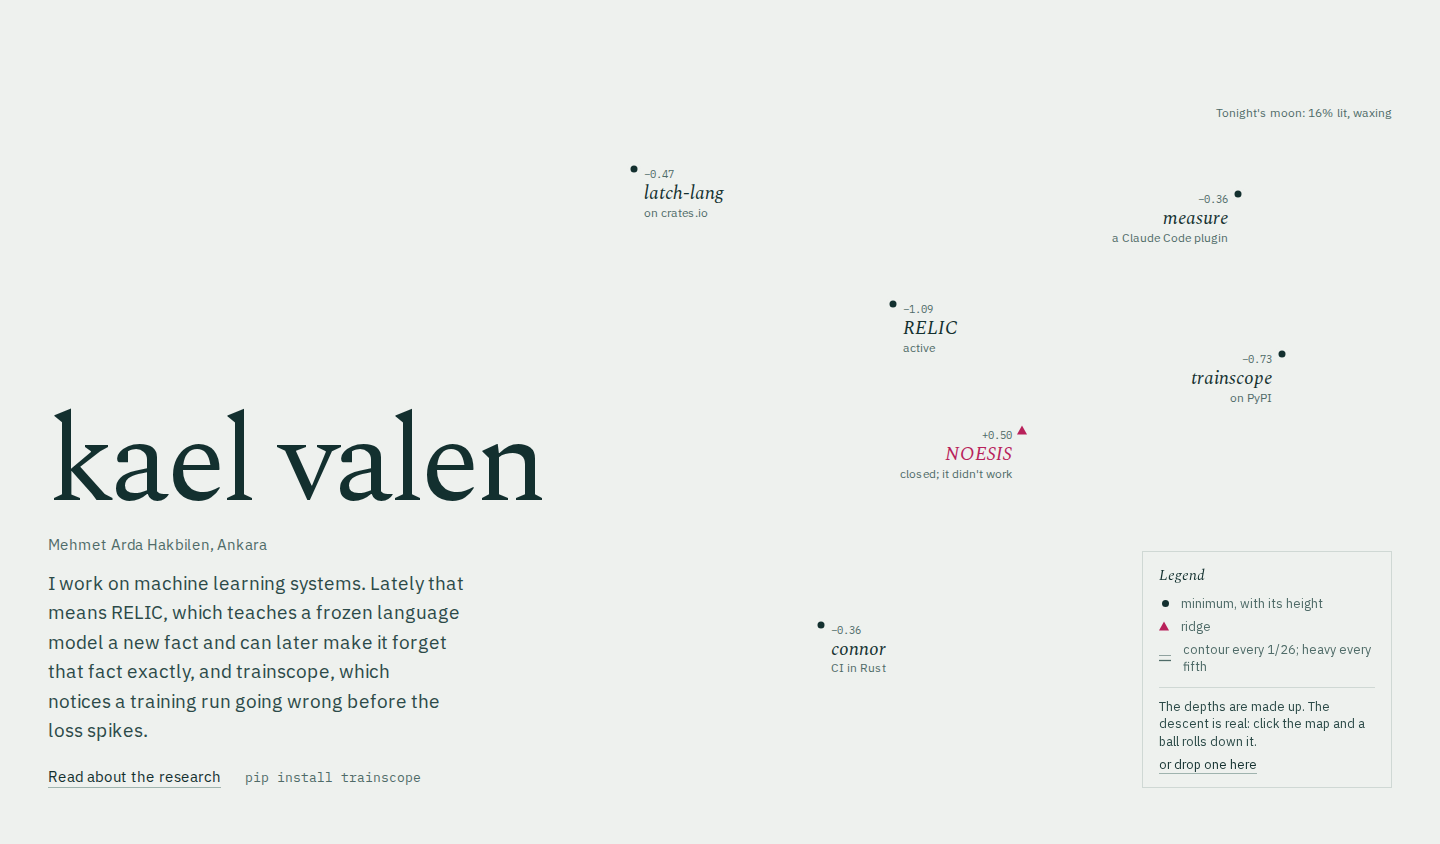 Tonight's moon: 16% lit, waxing
−0.47
latch-lang
on crates.io
−0.36
measure
a Claude Code plugin
−1.09
RELIC
active
−0.73
trainscope
on PyPI
+0.50
NOESIS
closed; it didn't work
kael valen
Mehmet Arda Hakbilen, Ankara
I work on machine learning systems. Lately that
means RELIC, which teaches a frozen language
model a new fact and can later make it forget
that fact exactly, and trainscope, which
notices a training run going wrong before the
loss spikes.
Read about the research
pip install trainscope
−0.36
connor
CI in Rust
Legend
minimum, with its height
ridge
contour every 1/26; heavy every
fifth
The depths are made up. The
descent is real: click the map and a
ball rolls down it.
or drop one here